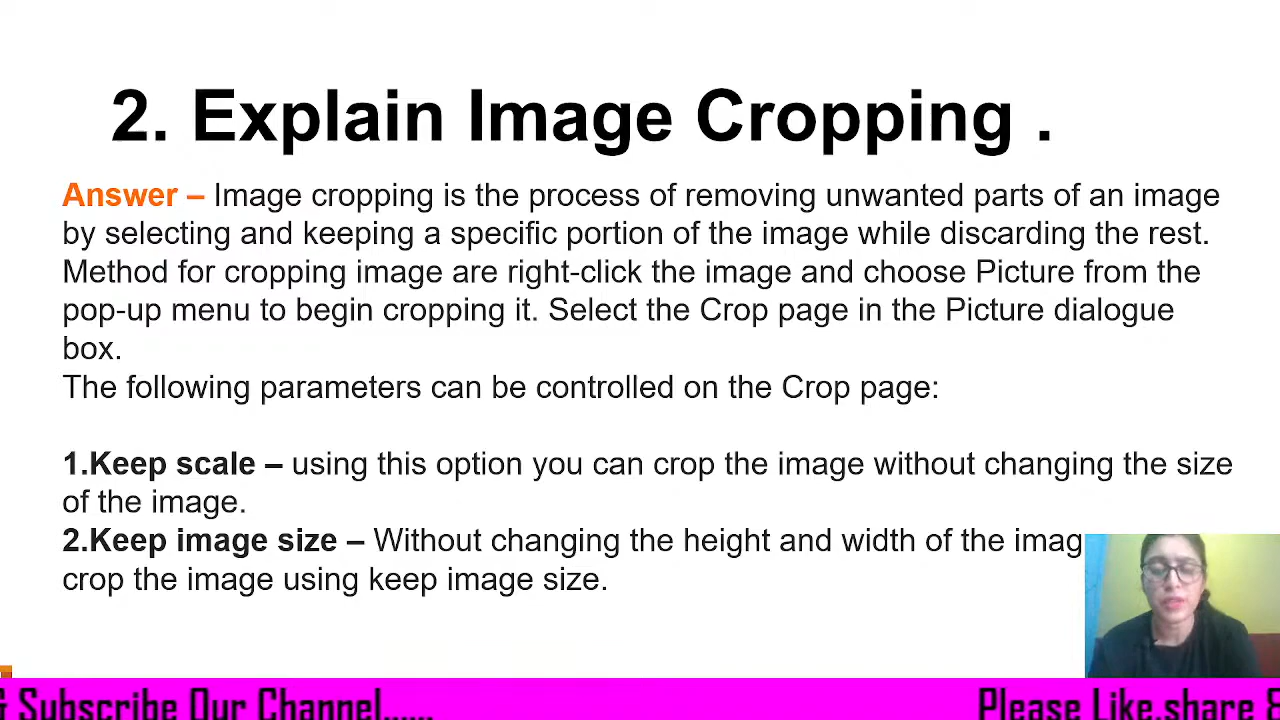 2. Explain Image Cropping .
Answer – Image cropping is the process of removing unwanted parts of an image
by selecting and keeping a specific portion of the image while discarding the rest.
Method for cropping image are right-click the image and choose Picture from the
pop-up menu to begin cropping it. Select the Crop page in the Picture dialogue
box.
The following parameters can be controlled on the Crop page:
1.Keep scale – using this option you can crop the image without changing the size
of the image.
2.Keep image size – Without changing the height and width of the imag
crop the image using keep image size.
& Subscribe Our Channel...... Please Like,share &